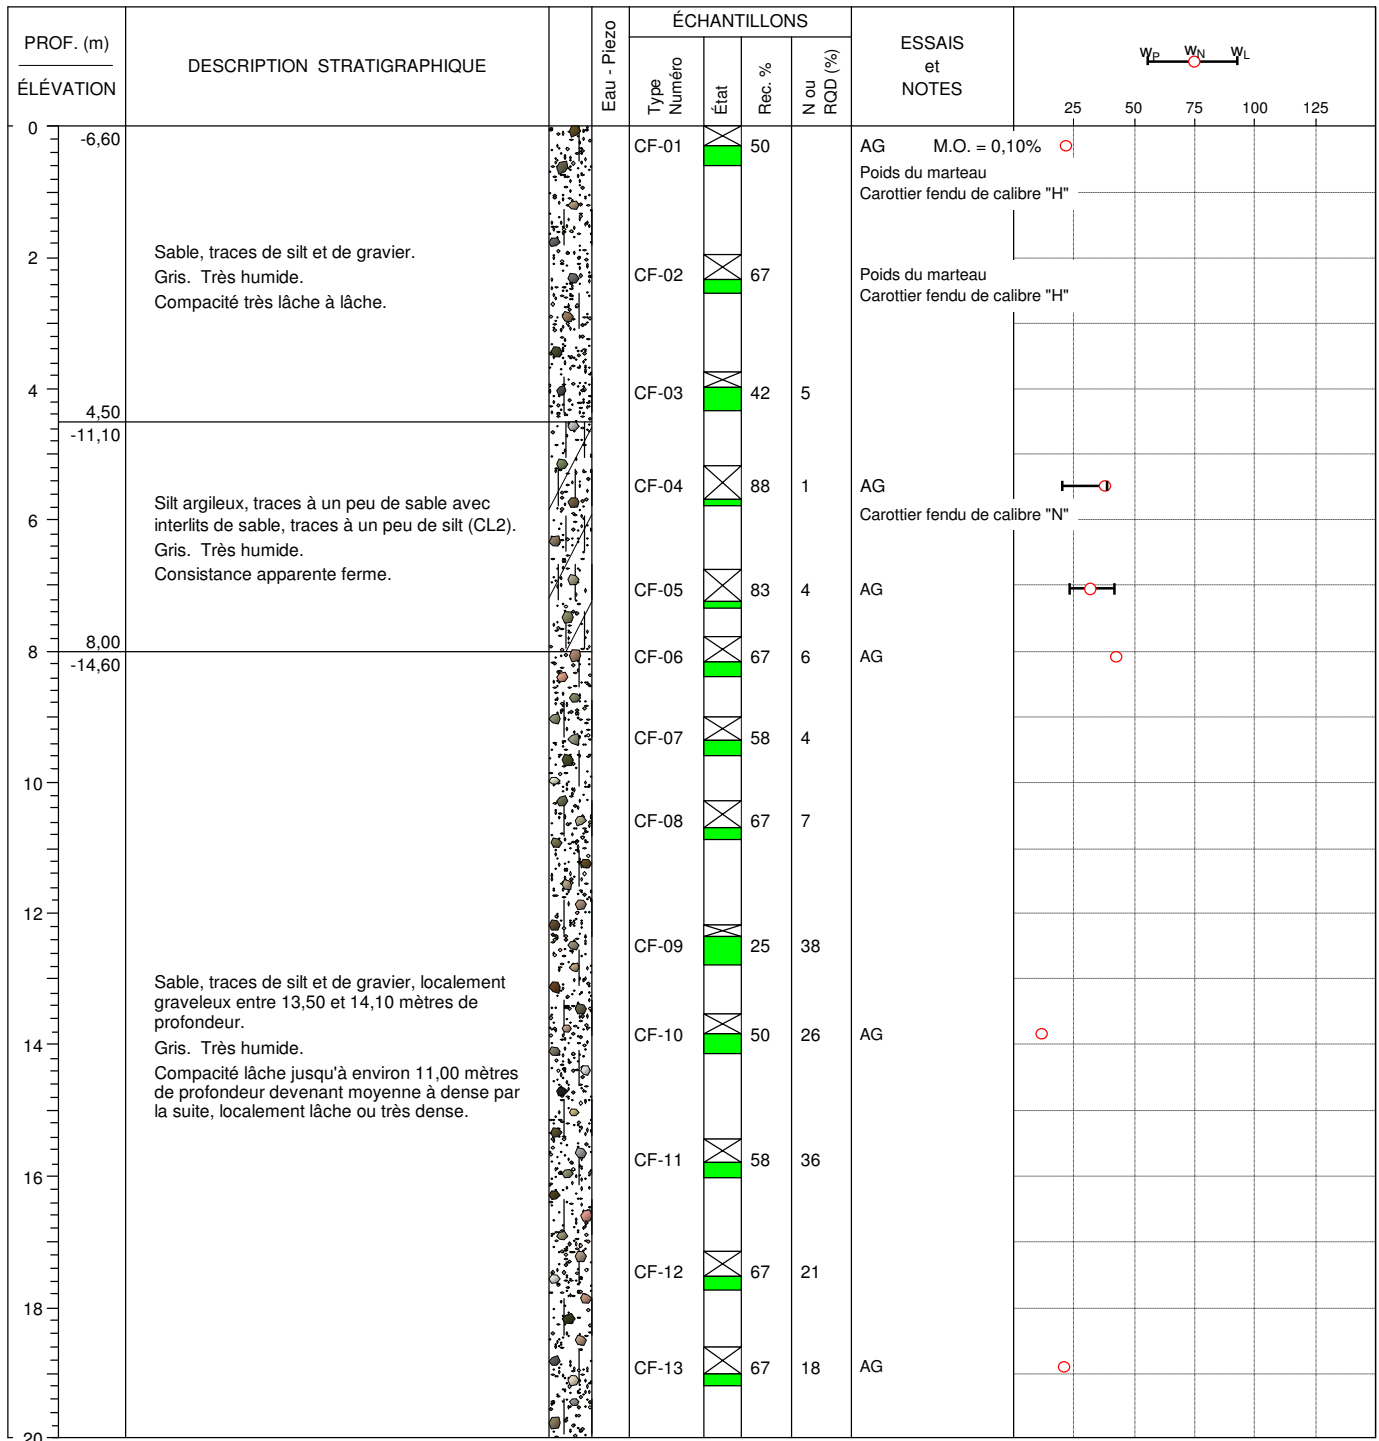 PROF. (m)
ÉLÉVATION
DESCRIPTION STRATIGRAPHIQUE
Eau - Piezo
ÉCHANTILLONS
Type
Numéro
État
Rec. %
N ou
RQD (%)
ESSAIS
et
NOTES
WP WN WL
25 50 75 100 125
0
-6,60
CF-01 50
AG M.O. = 0,10%
Poids du marteau
Carottier fendu de calibre "H"
Sable, traces de silt et de gravier.
Gris. Très humide.
Compacité très lâche à lâche.
2
CF-02 67
Poids du marteau
Carottier fendu de calibre "H"
4
CF-03 42 5
4,50
-11,10
Silt argileux, traces à un peu de sable avec
interlits de sable, traces à un peu de silt (CL2).
Gris. Très humide.
Consistance apparente ferme.
CF-04 88 1
AG
Carottier fendu de calibre "N"
6
CF-05 83 4
AG
8,00
8
-14,60
CF-06 67 6
AG
CF-07 58 4
10
CF-08 67 7
12
CF-09 25 38
Sable, traces de silt et de gravier, localement
graveleux entre 13,50 et 14,10 mètres de
profondeur.
Gris. Très humide.
Compacité lâche jusqu'à environ 11,00 mètres
de profondeur devenant moyenne à dense par
la suite, localement lâche ou très dense.
CF-10 50 26
AG
14
CF-11 58 36
16
CF-12 67 21
18
CF-13 67 18
AG
20